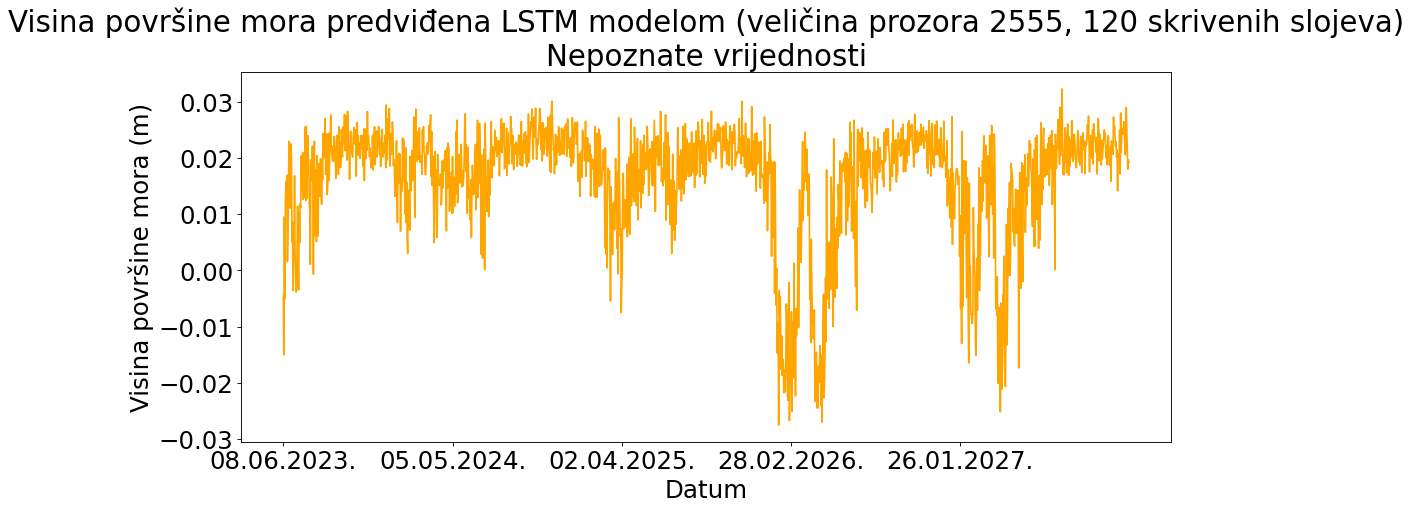 Visina površine mora predviđena LSTM modelom (veličina prozora 2555, 120 skrivenih slojeva)
Nepoznate vrijednosti
Visina površine mora (m)
0.03
0.02
0.01
0.00
−0.01
−0.02
−0.03
08.06.2023. 05.05.2024. 02.04.2025. 28.02.2026. 26.01.2027.
Datum